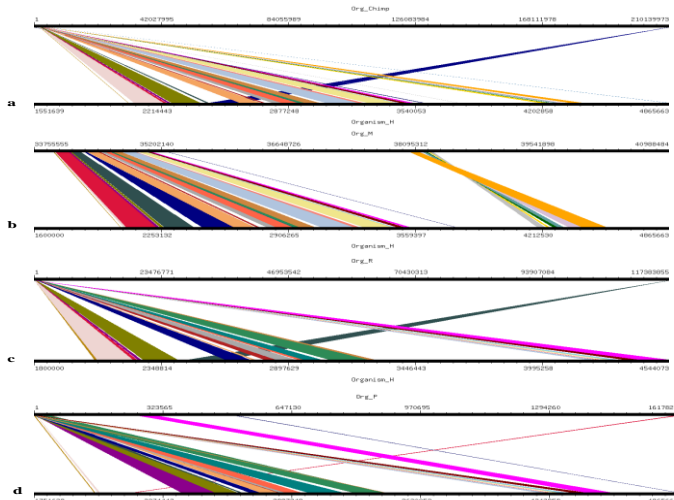 Org_Chimp
1 42027995 84055989 126083984 168111978 210139973
a
1551639 2214443 2877248 3540053 4202858 4865663
Organism_H
Org_M
33755555 35202140 36648726 38095312 39541898 40988484
b
1600000 2253132 2906265 3559397 4212530 4865663
Organism_H
Org_R
1 23476771 46953542 70430313 93907084 117383855
c
1800000 2348814 2897629 3446443 3995258 4544073
Organism_H
Org_P
1 323565 647130 970695 1294260 161782
d